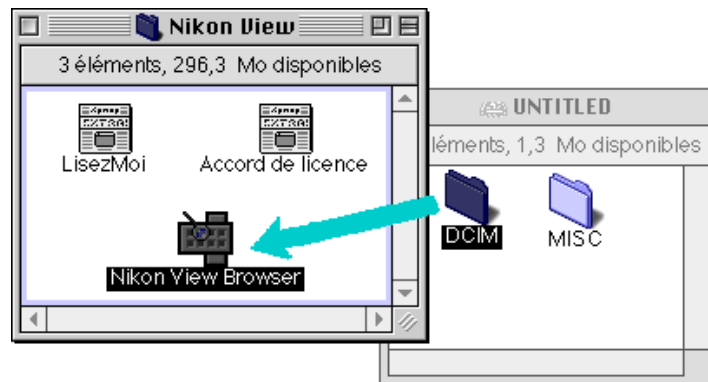 Nikon View
3 éléments, 296,3 Mo disponibles
LisezMoi
Accord de licence
Nikon View Browser
UNTITLED
léments, 1,3 Mo disponibles
DCIM
MISC